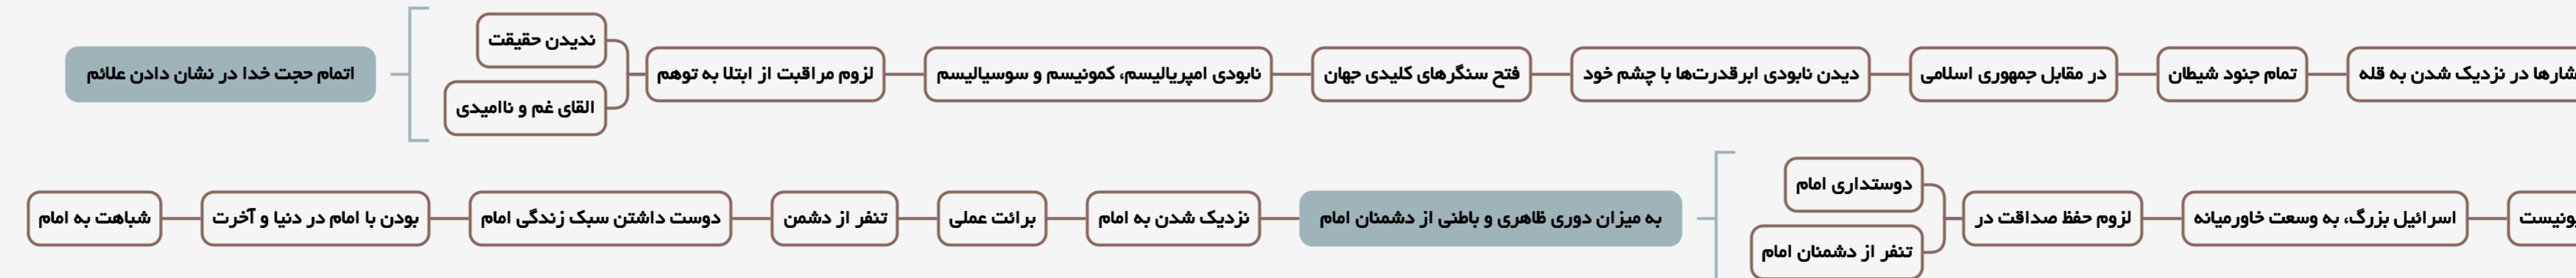 در نزدیک شدن به قله
تمام جنود شیطان
در مقابل جمهوری اسلامی
دیدن نابودی ابرقدرت‌ها با چشم خود
فتح سنگرهای کلیدی جهان
نابودی امپریالیسم، کمونیسم و سوسیالیسم
لزوم مراقبت از ابتلا به توهم
ندیدن حقیقت
القای غم و ناامیدی
اتمام حجت خدا در نشان دادن علائم
اسرائیل بزرگ، به وسعت خاورمیانه
لزوم حفظ صداقت در
دوستداری امام
تنفر از دشمنان امام
به میزان دوری ظاهری و باطنی از دشمنان امام
نزدیک شدن به امام
برائت عملی
تنفر از دشمن
دوست داشتن سبک زندگی امام
بودن با امام در دنیا و آخرت
شباهت به امام